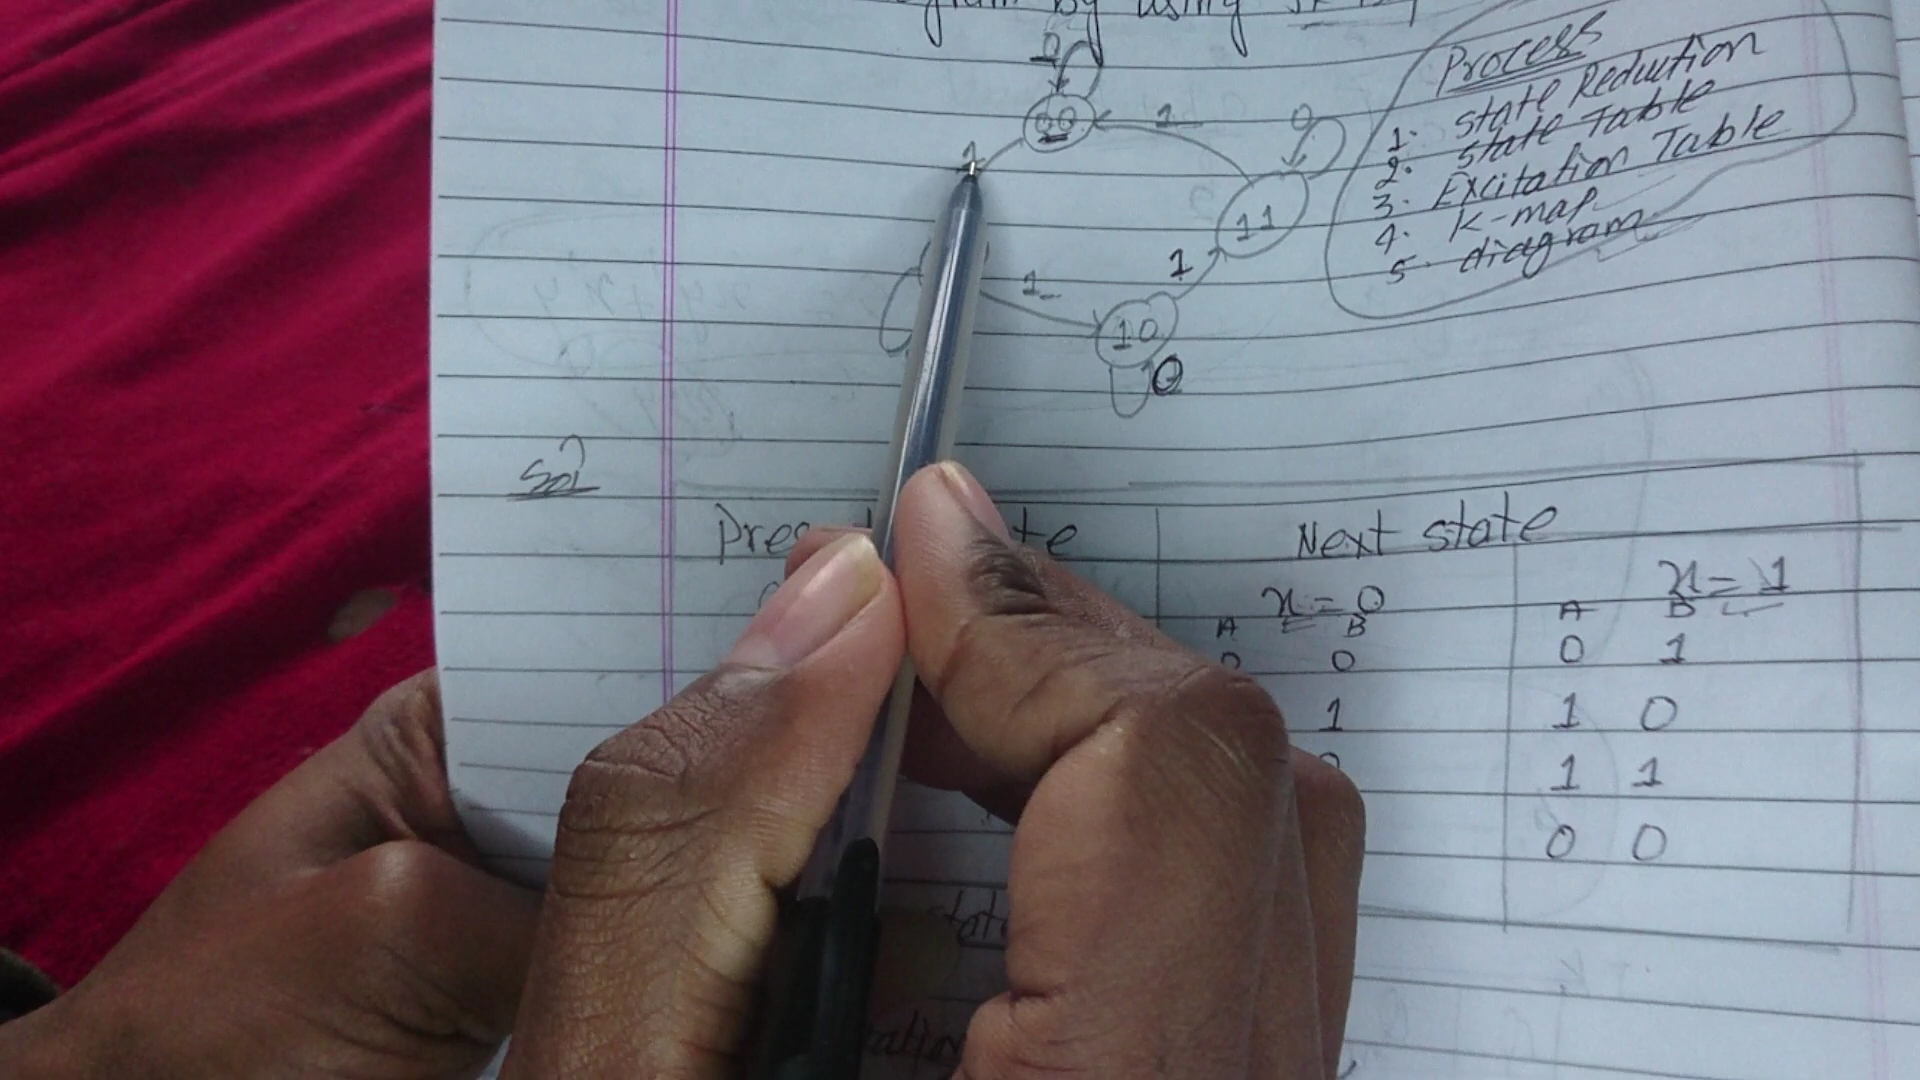 by using
Process
1. state Reduction
2. state Table
3. Excitation Table
4. K-map
5. diagram
0
00
1
0
1
11
1
1
10
0
Sol
Next state
x = 0
x = 1
A B
A B
0 0
0 1
1
1 0
1 1
0 0